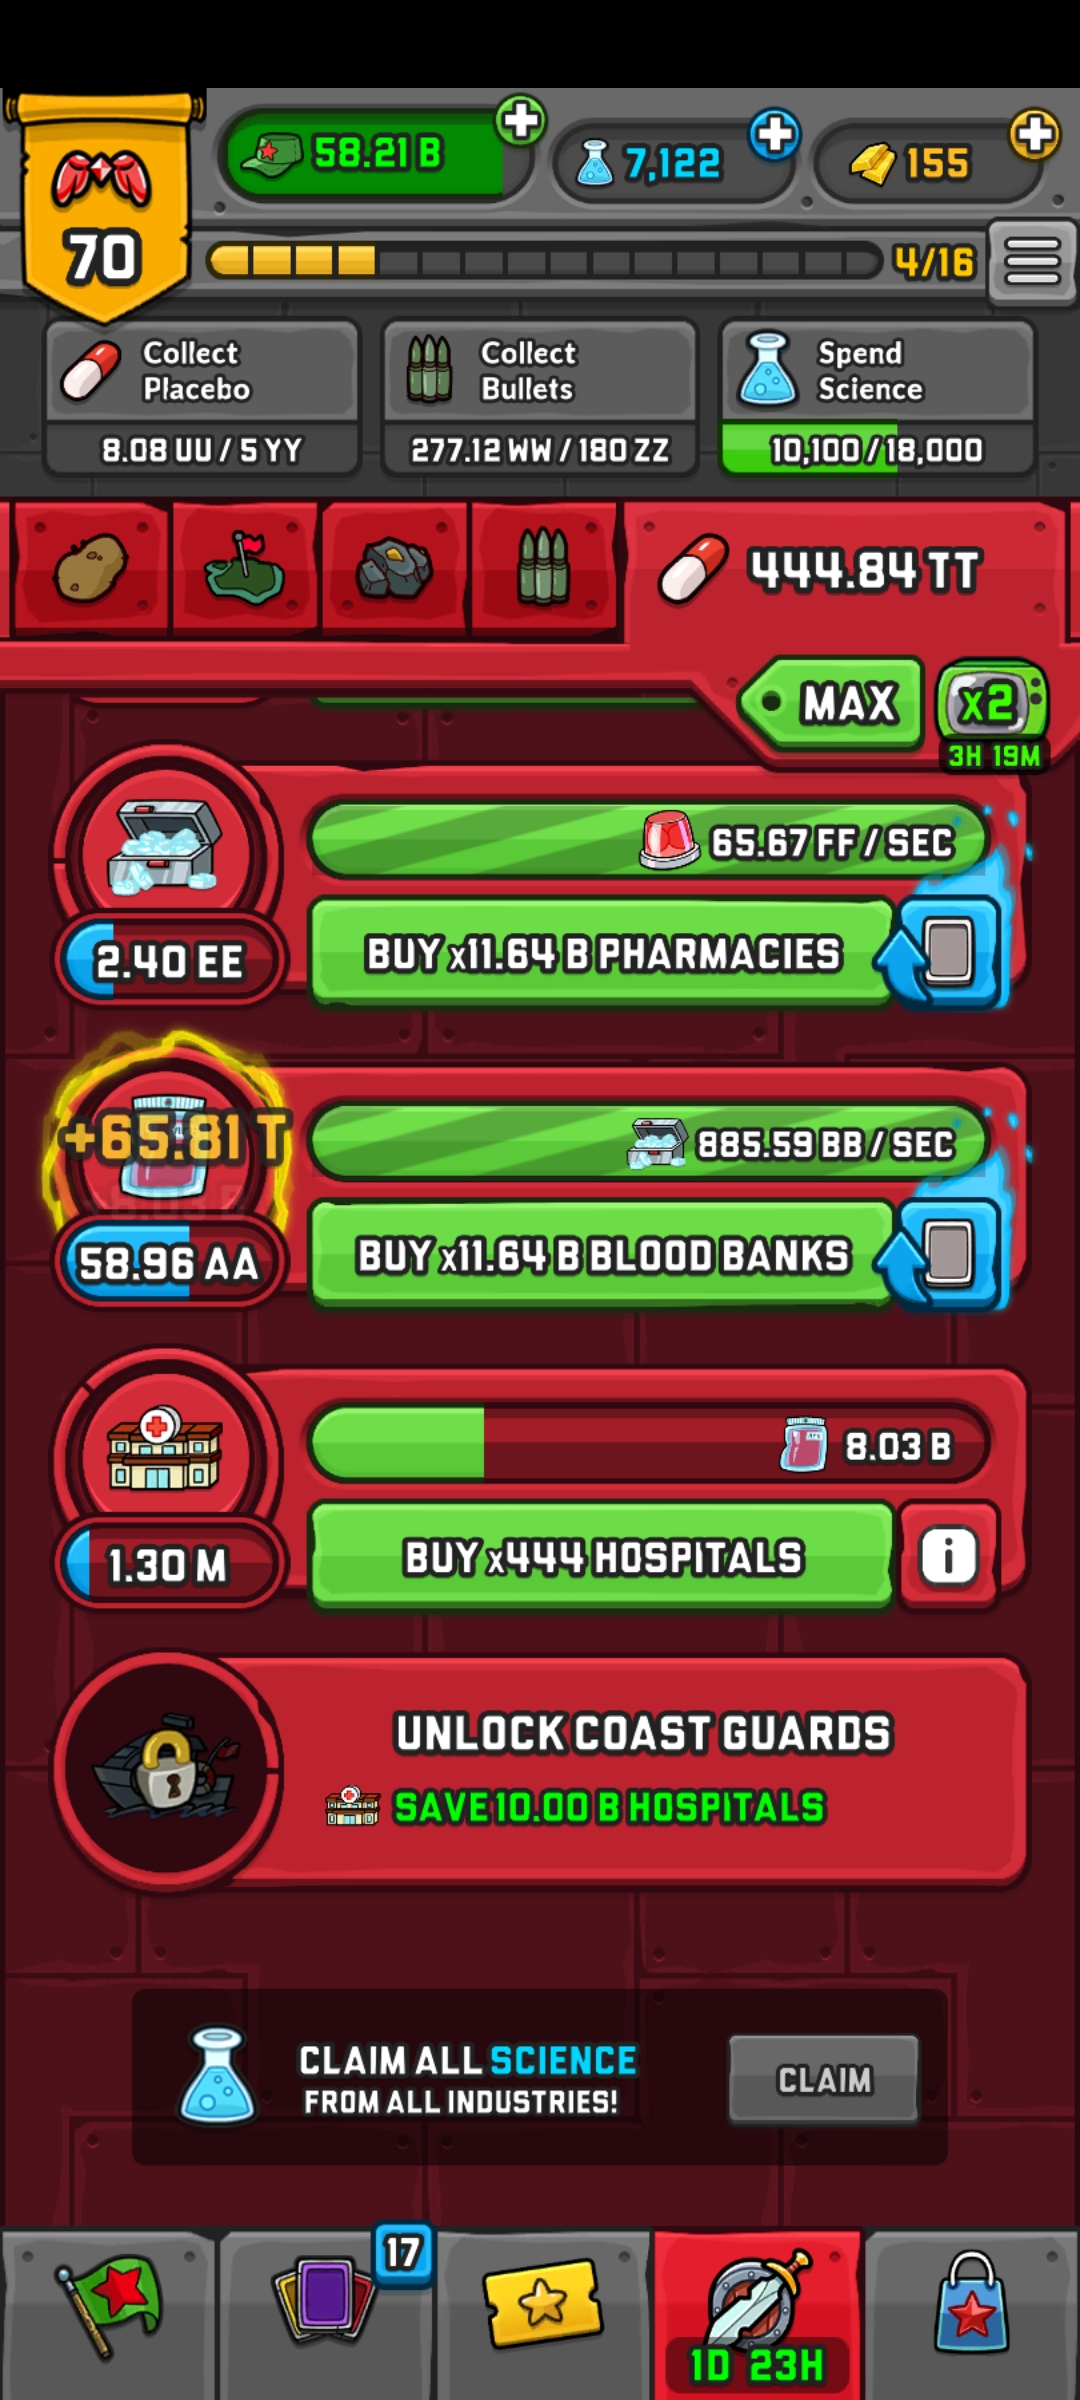 58.21 B
7,122
155
70
4/16
Collect
Placebo
8.08 UU / 5 YY
Collect
Bullets
277.12 WW / 180 ZZ
Spend
Science
10,100 / 18,000
444.84 TT
MAX
x2
3H 19M
65.67 FF / SEC
2.40 EE
BUY x11.64 B PHARMACIES
+65.81 T
885.59 BB / SEC
58.96 AA
BUY x11.64 B BLOOD BANKS
8.03 B
1.30 M
BUY x444 HOSPITALS
i
UNLOCK COAST GUARDS
SAVE 10.00 B HOSPITALS
CLAIM ALL SCIENCE
FROM ALL INDUSTRIES!
CLAIM
17
1D 23H